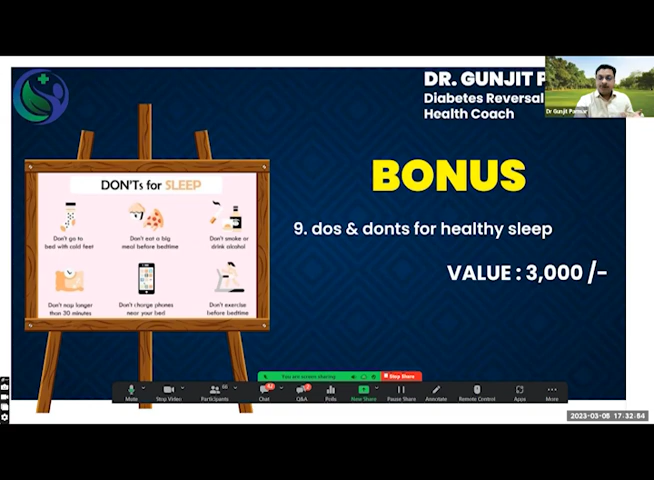 DR. GUNJIT P
Diabetes Reversal
Health Coach
Dr Gunjit Parmar
BONUS
9. dos & donts for healthy sleep
VALUE : 3,000 /-
DON'Ts for SLEEP
Don't go to
bed with cold feet
Don't eat a big
meal before bedtime
Don't smoke or
drink alcohol
Don't nap longer
than 30 minutes
Don't charge phones
near your bed
Don't exercise
before bedtime
You are screen sharing
Stop Share
Mute
Stop Video
Participants
Chat
Q&A
Polls
New Share
Pause Share
Annotate
Remote Control
Apps
More
2023-03-08 17:32:54